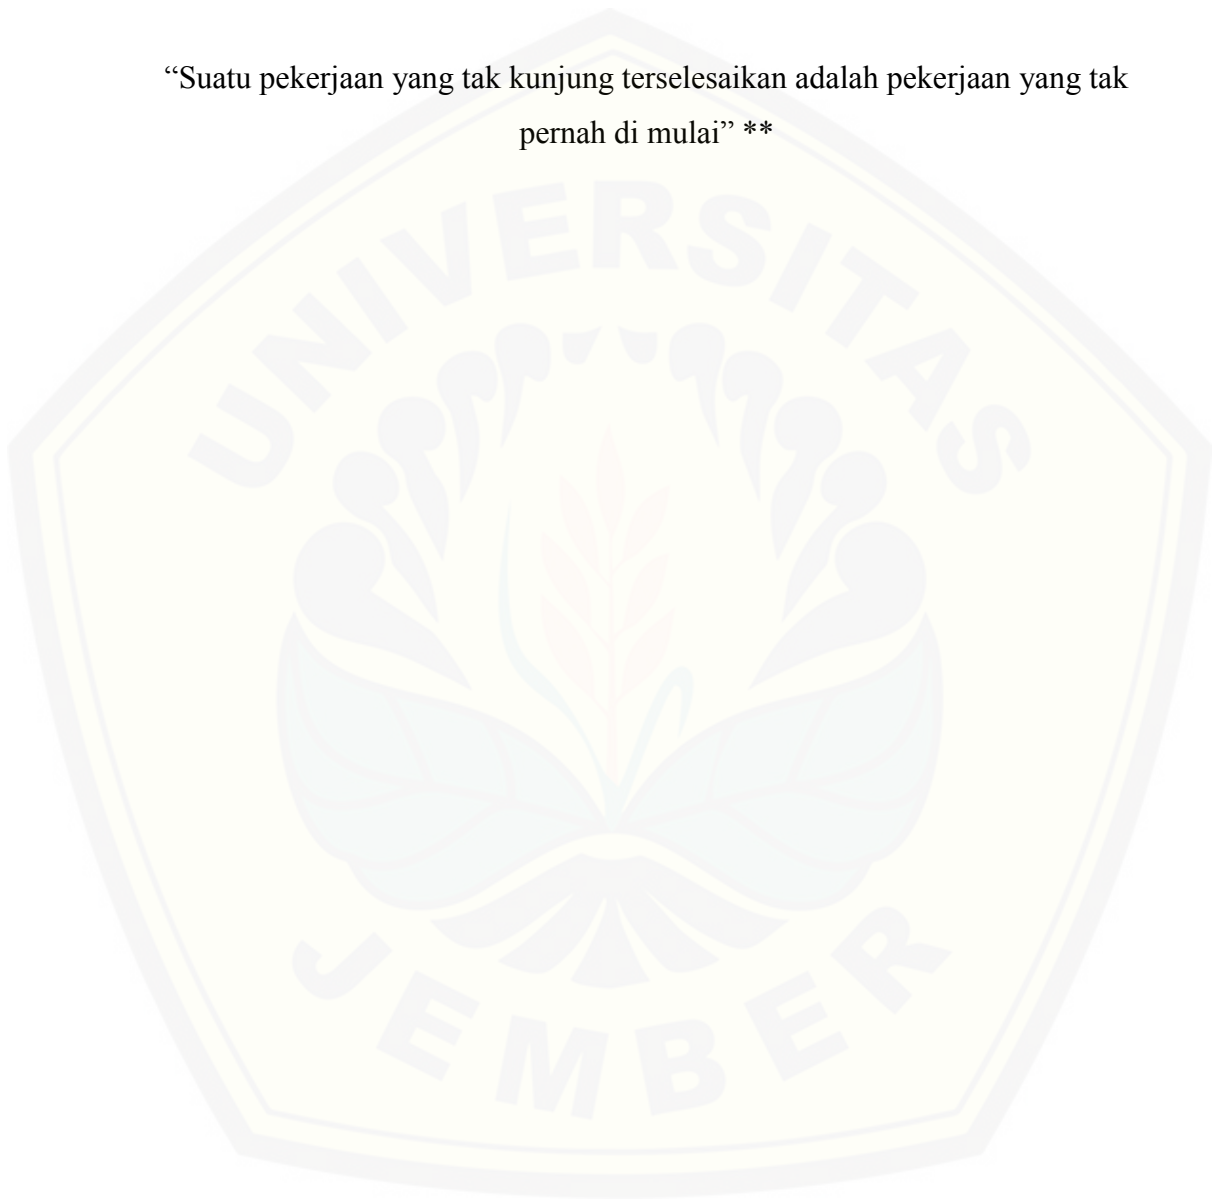 “Suatu pekerjaan yang tak kunjung terselesaikan adalah pekerjaan yang tak
pernah di mulai” **
UNIVERSITAS
JEMBER